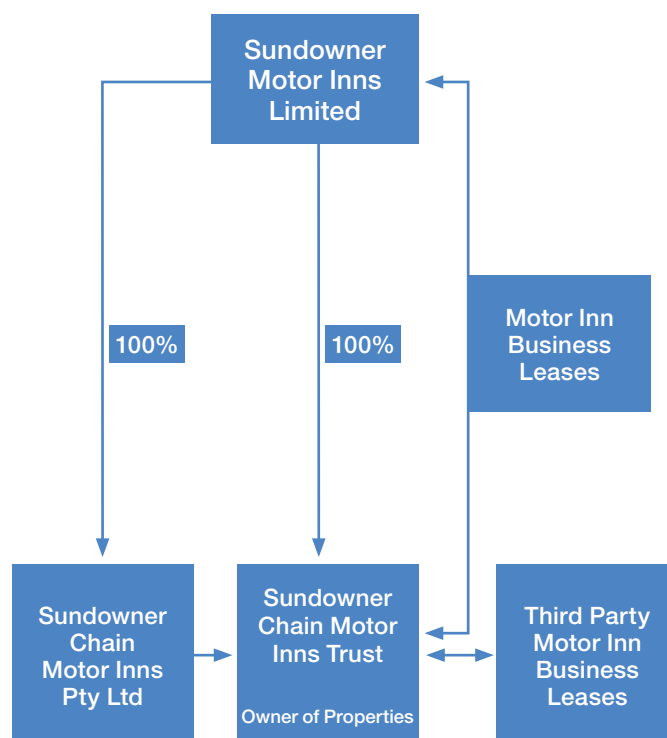 Sundowner
Motor Inns
Limited
100%
100%
Motor Inn
Business
Leases
Sundowner
Chain
Motor Inns
Pty Ltd
Sundowner
Chain Motor
Inns Trust
Owner of Properties
Third Party
Motor Inn
Business
Leases